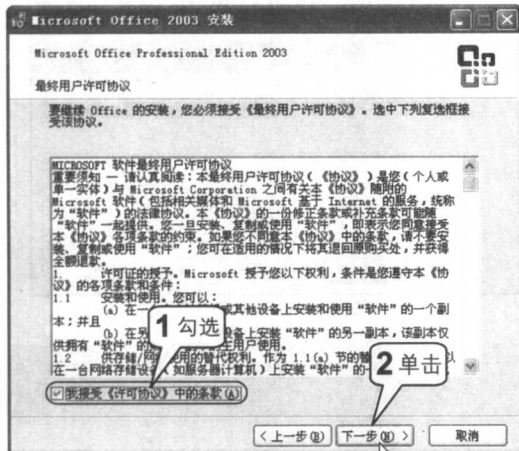 Microsoft Office 2003 安装
Microsoft Office Professional Edition 2003
最终用户许可协议
要继续 Office 的安装，您必须接受《最终用户许可协议》。选中下列复选框接
受该协议。
MICROSOFT 软件最终用户许可协议
重要须知 — 请认真阅读：本最终用户许可协议（《协议》）是您（个人或
单一实体）与 Microsoft Corporation 之间有关本《协议》随附的
Microsoft 软件（包括相关媒体和 Microsoft 基于 Internet 的服务，统称
为“软件”）的法律协议。本《协议》的一份修正条款或补充条款可能随
“软件”一起提供。您一旦安装、复制或使用“软件”，即表示您同意接受
本《协议》各项条款的约束。如果您不同意本《协议》中的条款，请不要安
装、复制或使用“软件”；您可在适用的情况下将其退回原购买处，并获得
全额退款。
1. 许可证的授予。Microsoft 授予您以下权利，条件是您遵守本《协
议》的各项条款和条件：
1.1 安装和使用。您可以：
(a) 在一 或其他设备上安装和使用“软件”的一个副
本；并且
(b) 在另 设备上安装“软件”的另一副本，该副本仅
供拥有“软件”的 在用户使用。
1.2 供存储/网 使用的替代权利。作为 1.1(a) 节的替 以
在一台网络存储设备（如服务器计算机）上安装“软件”的一
1 勾选
2 单击
我接受《许可协议》中的条款(A)
< 上一步(B)
下一步(N) >
取消